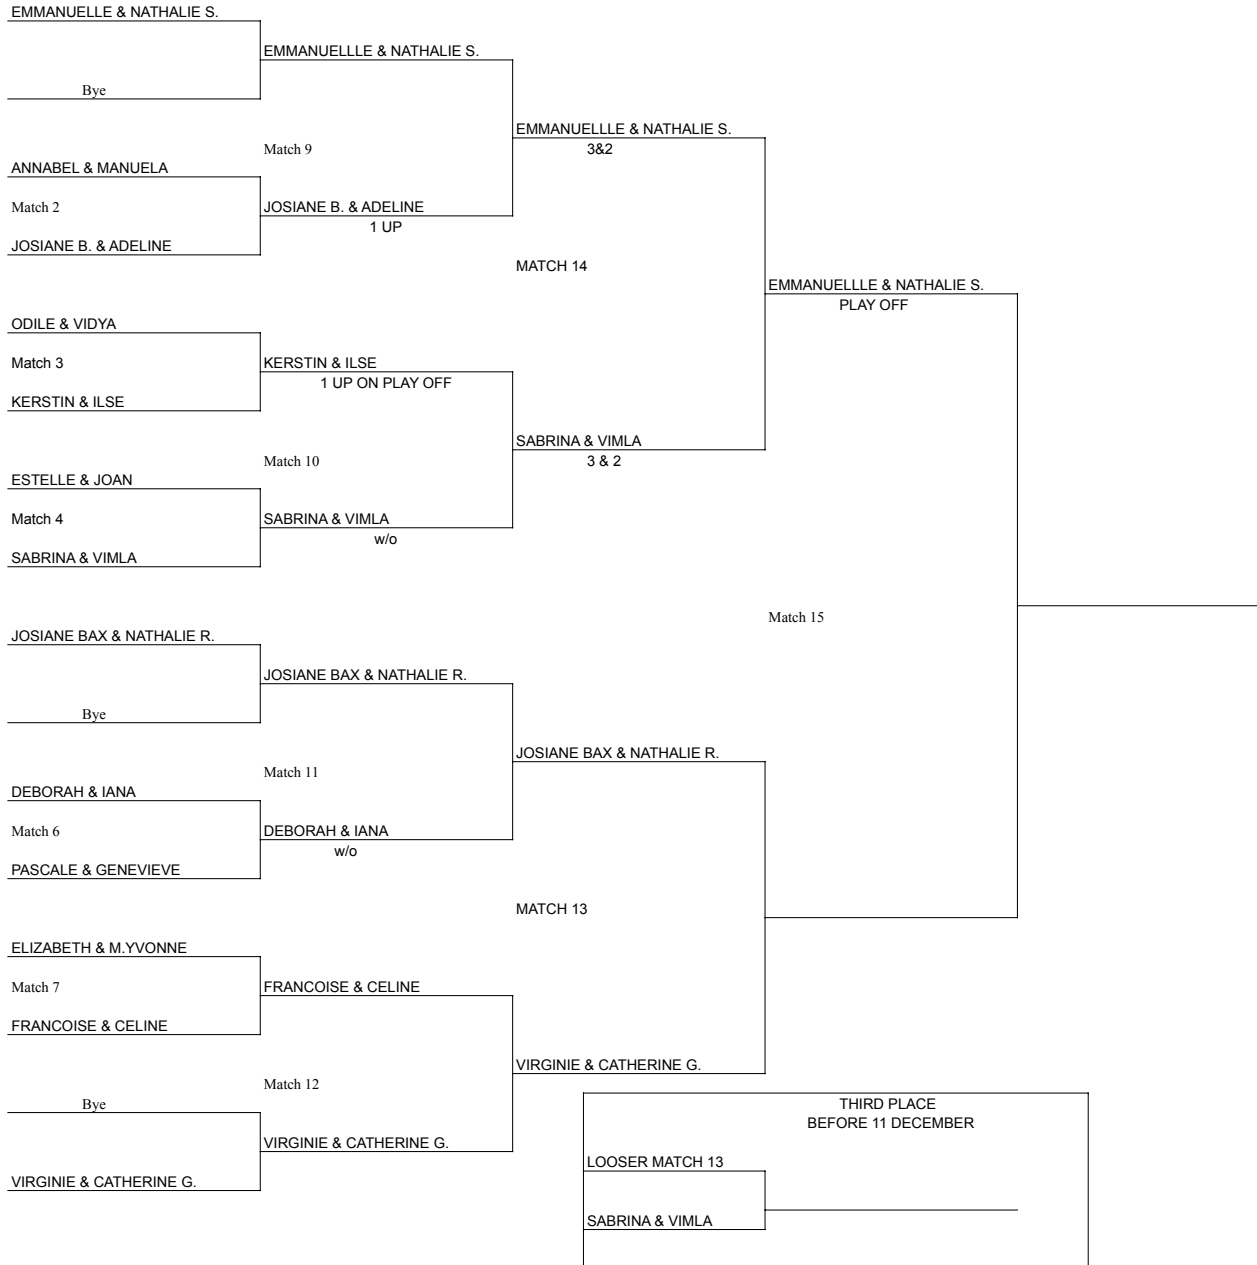 EMMANUELLE & NATHALIE S.
EMMANUELLLE & NATHALIE S.
Bye
EMMANUELLLE & NATHALIE S.
3&2
Match 9
ANNABEL & MANUELA
Match 2
JOSIANE B. & ADELINE
1 UP
JOSIANE B. & ADELINE
MATCH 14
EMMANUELLLE & NATHALIE S.
PLAY OFF
ODILE & VIDYA
Match 3
KERSTIN & ILSE
1 UP ON PLAY OFF
KERSTIN & ILSE
SABRINA & VIMLA
3 & 2
Match 10
ESTELLE & JOAN
Match 4
SABRINA & VIMLA
w/o
SABRINA & VIMLA
Match 15
JOSIANE BAX & NATHALIE R.
JOSIANE BAX & NATHALIE R.
Bye
JOSIANE BAX & NATHALIE R.
Match 11
DEBORAH & IANA
Match 6
DEBORAH & IANA
w/o
PASCALE & GENEVIEVE
MATCH 13
ELIZABETH & M.YVONNE
Match 7
FRANCOISE & CELINE
FRANCOISE & CELINE
VIRGINIE & CATHERINE G.
Match 12
Bye
THIRD PLACE
BEFORE 11 DECEMBER
VIRGINIE & CATHERINE G.
LOOSER MATCH 13
VIRGINIE & CATHERINE G.
SABRINA & VIMLA